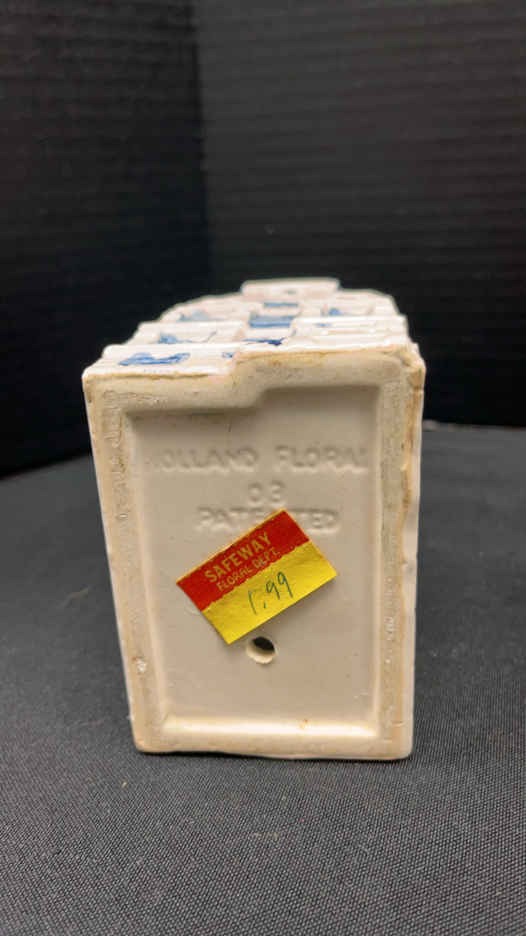 HOLLAND FLORAL
03
PATENTED
SAFEWAY
FLORAL DEPT.
1.99